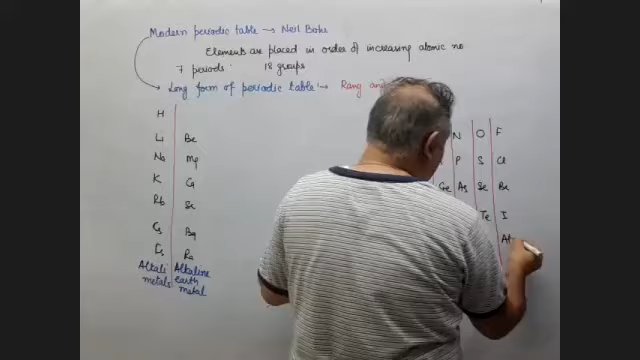 Modern periodic table → Neil Bohr
Elements are placed in order of increasing atomic no
7 periods 18 groups
Long form of periodic table → Rang an
H
Li Be N O F
Na Mg P S Cl
K Ca Ge As Se Br
Rb Sr Te I
Cs Ba At
Ra
Alkali metals Alkaline earth metal